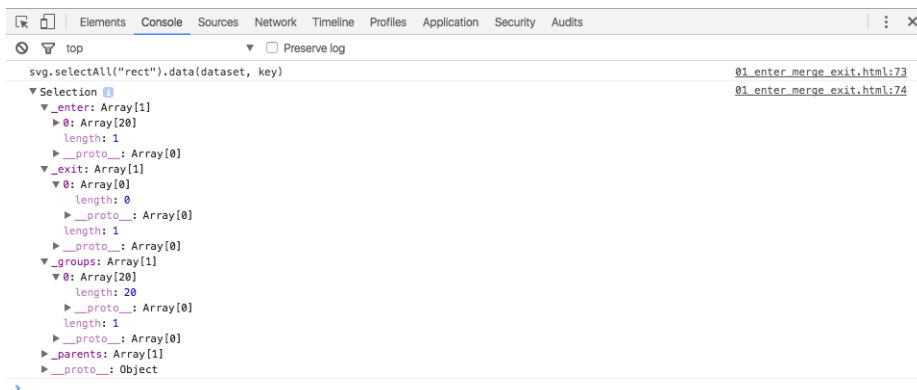 Elements Console Sources Network Timeline Profiles Application Security Audits
top Preserve log
svg.selectAll("rect").data(dataset, key) 01_enter_merge_exit.html:73
Selection 01_enter_merge_exit.html:74
_enter: Array[1]
0: Array[20]
length: 1
__proto__: Array[0]
_exit: Array[1]
0: Array[0]
length: 0
__proto__: Array[0]
length: 1
__proto__: Array[0]
_groups: Array[1]
0: Array[20]
length: 20
__proto__: Array[0]
length: 1
__proto__: Array[0]
_parents: Array[1]
__proto__: Object